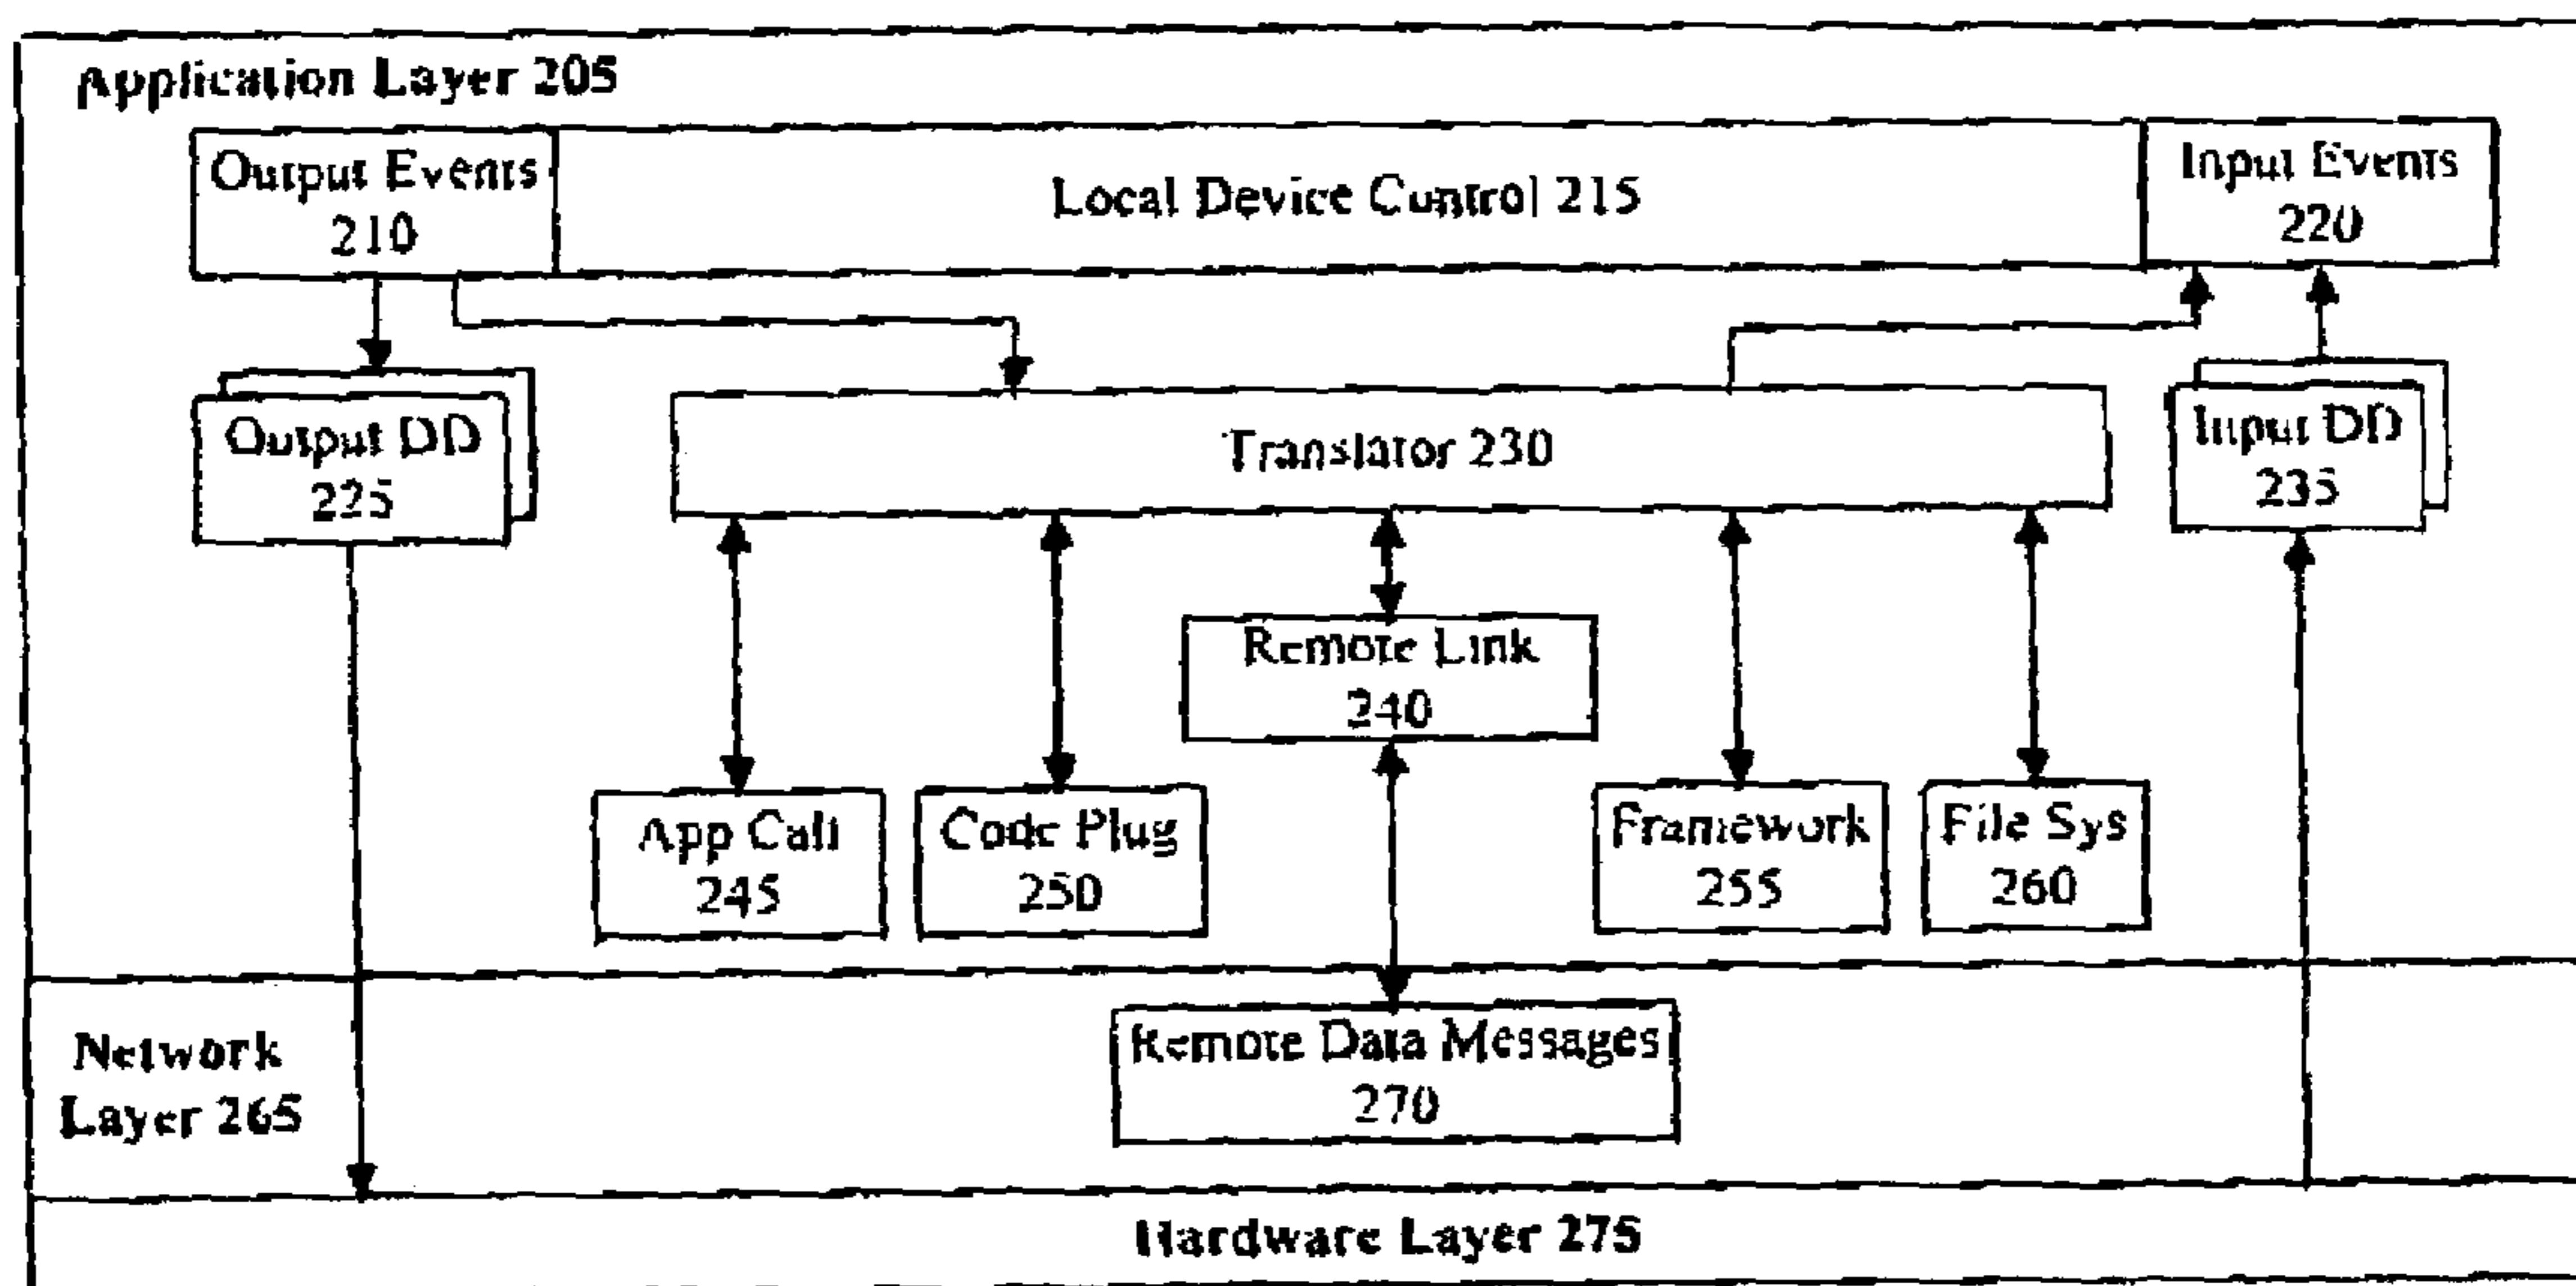 Application Layer 205
Output Events
210
Local Device Control 215
Input Events
220
Output DD
225
Translator 230
Input DD
235
Remote Link
240
App Call
245
Code Plug
250
Framework
255
File Sys
260
Network
Layer 265
Remote Data Messages
270
Hardware Layer 275